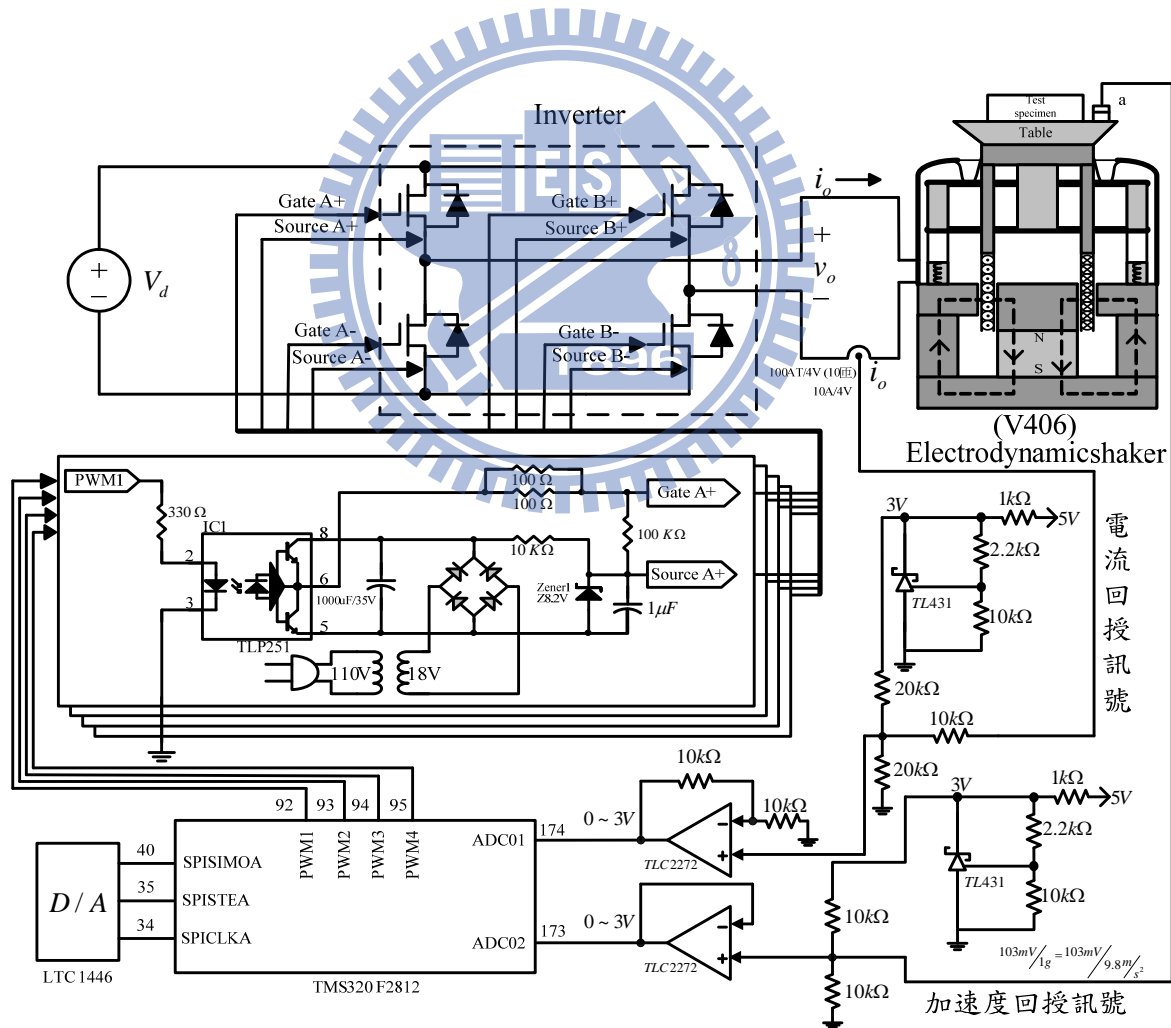 Inverter
Gate A+
Source A+
Gate B+
Source B+
Gate A-
Source A-
Gate B-
Source B-
1896
V_d
i_o
+
v_o
−
100AT/4V (10匝)
10A/4V
i_o
Test
specimen
a
Table
N
S
(V406)
Electrodynamicshaker
PWM1
330 Ω
IC1
2
3
8
6
5
TLP251
1000uF/35V
100 Ω
100 Ω
10 KΩ
100 KΩ
Zener1
Z8.2V
1μF
Gate A+
Source A+
110V
18V
3V
1kΩ
5V
2.2kΩ
TL431
10kΩ
20kΩ
10kΩ
20kΩ
電流回授訊號
3V
1kΩ
5V
2.2kΩ
TL431
10kΩ
10kΩ
10kΩ
103mV/1g = 103mV/9.8m/s²
加速度回授訊號
10kΩ
10kΩ
0 ~ 3V
TLC2272
0 ~ 3V
TLC2272
174
173
92
93
94
95
PWM1
PWM2
PWM3
PWM4
ADC01
ADC02
SPISIMOA
SPISTEA
SPICLKA
40
35
34
D / A
LTC1446
TMS320 F2812